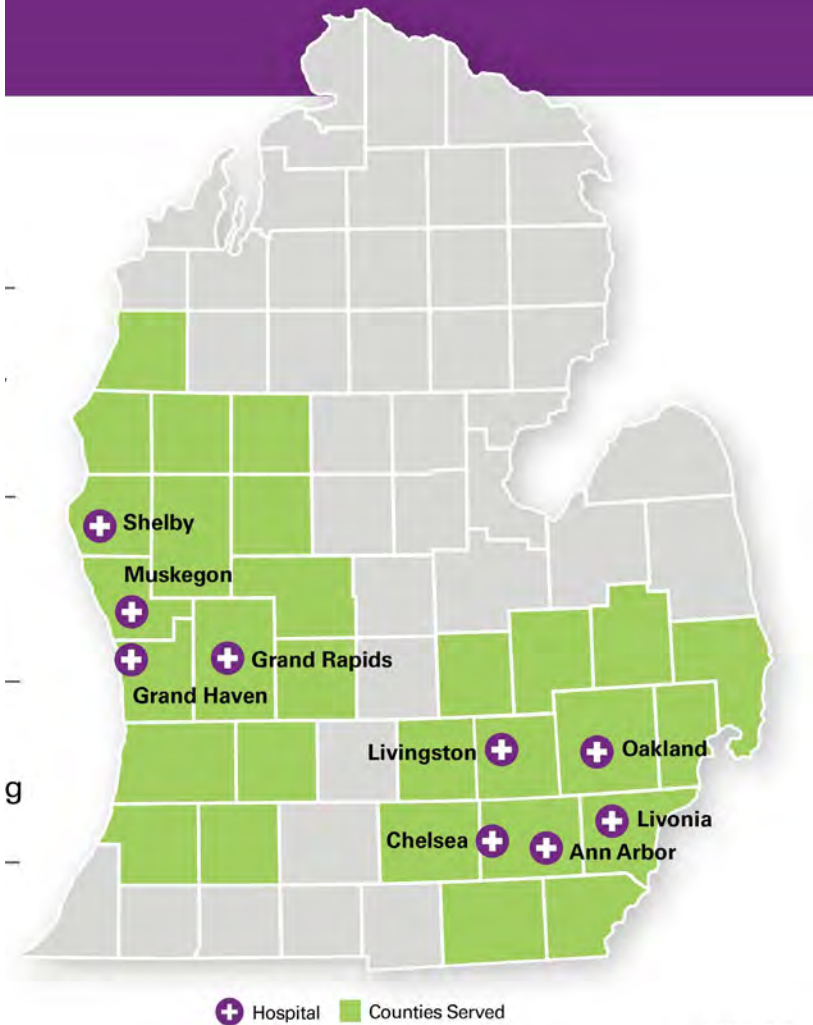 Shelby
Muskegon
Grand Rapids
Grand Haven
Livingston
Oakland
Livonia
Chelsea
Ann Arbor
g
Hospital
Counties Served